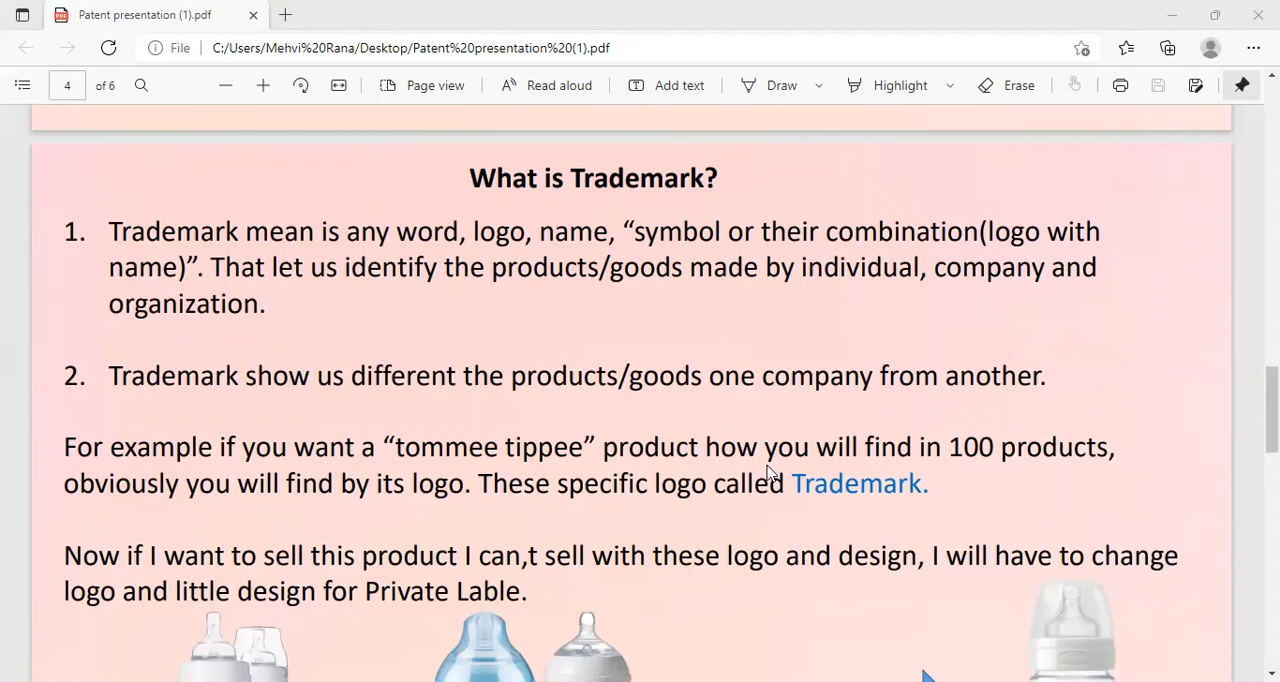 Patent presentation (1).pdf
File C:/Users/Mehvi%20Rana/Desktop/Patent%20presentation%20(1).pdf
4 of 6 Page view Read aloud Add text Draw Highlight Erase
What is Trademark?
1. Trademark mean is any word, logo, name, “symbol or their combination(logo with
name)”. That let us identify the products/goods made by individual, company and
organization.
2. Trademark show us different the products/goods one company from another.
For example if you want a “tommee tippee” product how you will find in 100 products,
obviously you will find by its logo. These specific logo called Trademark.
Now if I want to sell this product I can,t sell with these logo and design, I will have to change
logo and little design for Private Lable.